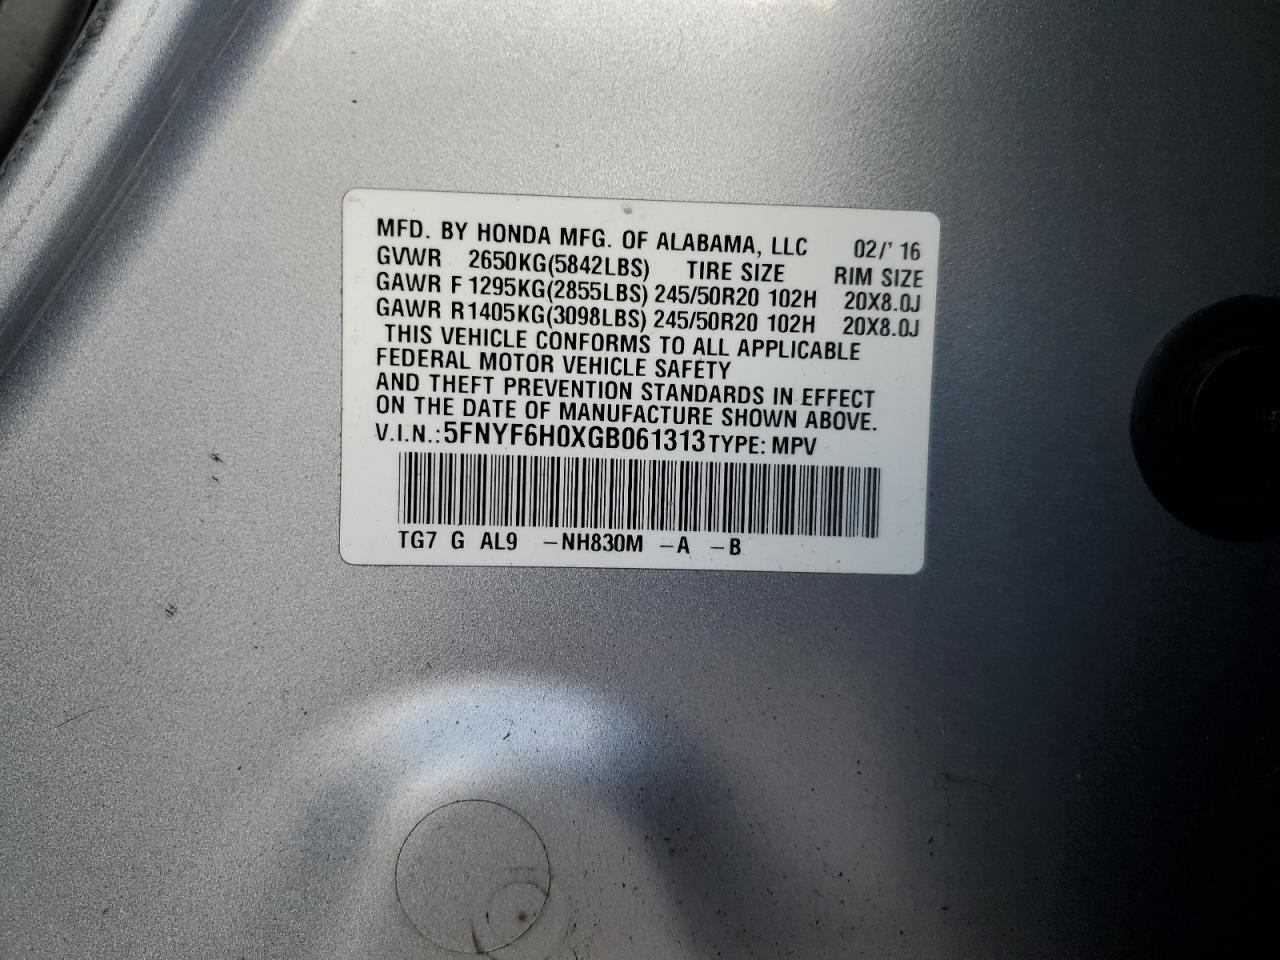 MFD. BY HONDA MFG. OF ALABAMA, LLC 02/' 16
GVWR 2650KG(5842LBS) TIRE SIZE RIM SIZE
GAWR F 1295KG(2855LBS) 245/50R20 102H 20X8.0J
GAWR R1405KG(3098LBS) 245/50R20 102H 20X8.0J
THIS VEHICLE CONFORMS TO ALL APPLICABLE
FEDERAL MOTOR VEHICLE SAFETY
AND THEFT PREVENTION STANDARDS IN EFFECT
ON THE DATE OF MANUFACTURE SHOWN ABOVE.
V.I.N.: 5FNYF6H0XGB061313 TYPE: MPV
TG7 G AL9 -NH830M -A -B